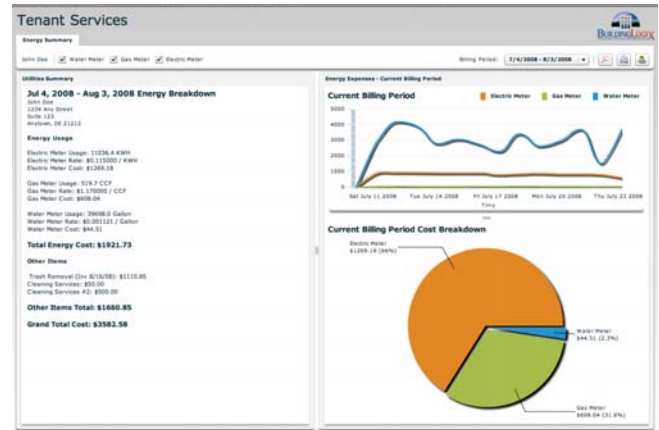 Tenant Services
BUILDINGLOGIX
Energy Summary
John Doe Water Meter Gas Meter Electric Meter
Billing Period: 7/4/2008 - 8/3/2008
Utilities Summary
Jul 4, 2008 - Aug 3, 2008 Energy Breakdown
John Doe
1234 Any Street
Suite 123
Anytown, DE 21212
Energy Usage
Electric Meter Usage: 11036.4 KWH
Electric Meter Rate: $0.115000 / KWH
Electric Meter Cost: $1269.18
Gas Meter Usage: 519.7 CCF
Gas Meter Rate: $1.170000 / CCF
Gas Meter Cost: $608.04
Water Meter Usage: 39698.0 Gallon
Water Meter Rate: $0.001121 / Gallon
Water Meter Cost: $44.51
Total Energy Cost: $1921.73
Other Items
Trash Removal (Inv 8/16/08): $1110.85
Cleaning Services: $50.00
Cleaning Services #2: $500.00
Other Items Total: $1660.85
Grand Total Cost: $3582.58
Energy Expenses - Current Billing Period
Current Billing Period
Electric Meter Gas Meter Water Meter
5000
4000
3000
2000
1000
0
Sat July 11 2008 Tue July 14 2008 Fri July 17 2008 Mon July 20 2008 Thu July 23 2008
Time
Current Billing Period Cost Breakdown
Electric Meter
$1269.18 (66%)
Water Meter
$44.51 (2.3%)
Gas Meter
$608.04 (31.6%)